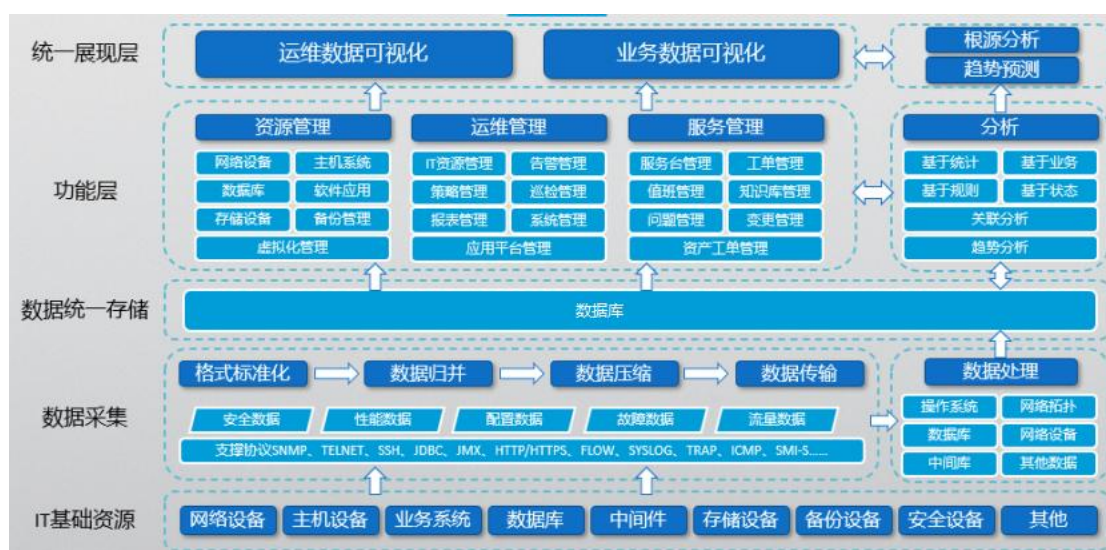 统一展现层
运维数据可视化 业务数据可视化
根源分析
趋势预测
功能层
资源管理 运维管理 服务管理 分析
网络设备 主机系统 IT资源管理 告警管理 服务台管理 工单管理 基于统计 基于业务
数据库 软件应用 策略管理 巡检管理 值班管理 知识库管理 基于规则 基于状态
存储设备 备份管理 报表管理 系统管理 问题管理 变更管理 关联分析
虚拟化管理 应用平台管理 资产工单管理 趋势分析
数据统一存储
数据库
数据采集
格式标准化 数据归并 数据压缩 数据传输 数据处理
安全数据 性能数据 配置数据 故障数据 流量数据
支撑协议SNMP、TELNET、SSH、JDBC、JMX、HTTP/HTTPS、FLOW、SYSLOG、TRAP、ICMP、SMI-S......
操作系统 网络拓扑
数据库 网络设备
中间库 其他数据
IT基础资源
网络设备 主机设备 业务系统 数据库 中间件 存储设备 备份设备 安全设备 其他